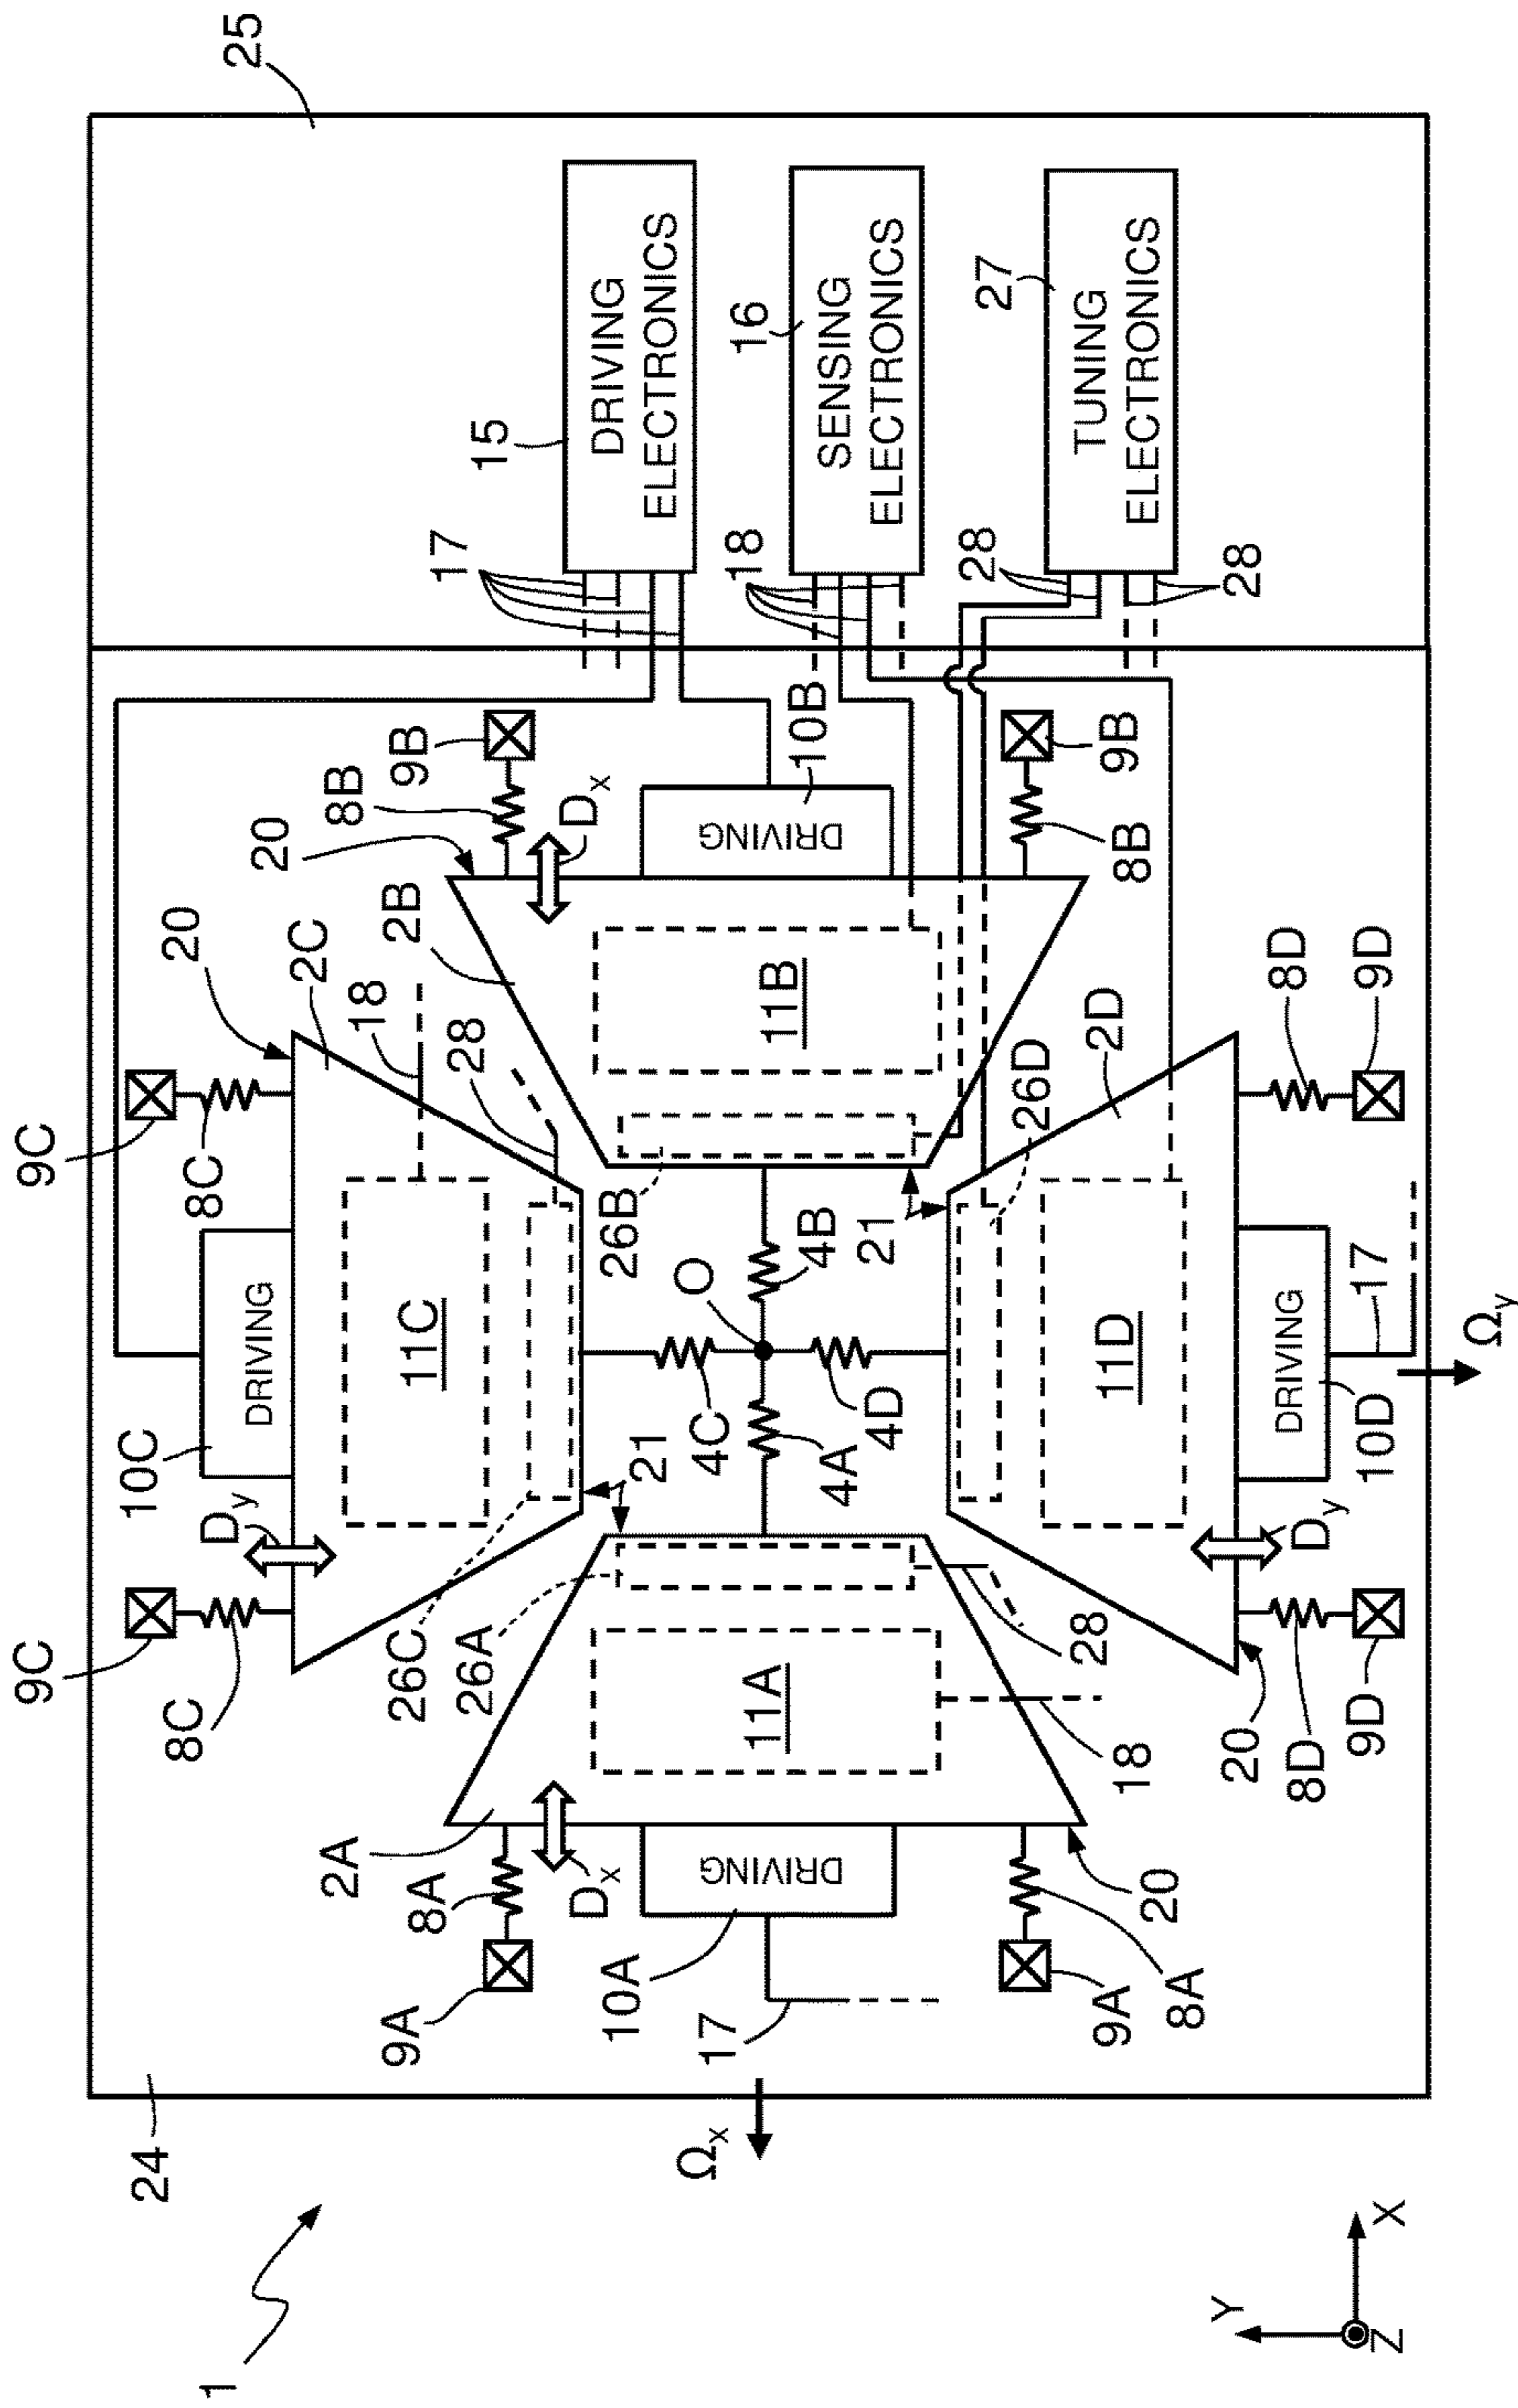 25
15
DRIVING
ELECTRONICS
16
SENSING
ELECTRONICS
27
TUNING
ELECTRONICS
17
18
28
28
9B
8B
Dx
20
2B
10B
DRIVING
9B
8B
11B
26B
21
4B
20
2C
18
28
9C
8C
11C
DRIVING
10C
Dy
9C
8C
26C
21
4C
O
4D
4A
26D
2D
8D
9D
11D
DRIVING
10D
17
Ωy
Dy
20
8D
9D
26A
11A
28
18
2A
8A
Dx
9A
10A
DRIVING
17
20
8A
9A
Ωx
24
1
Y
X
Z